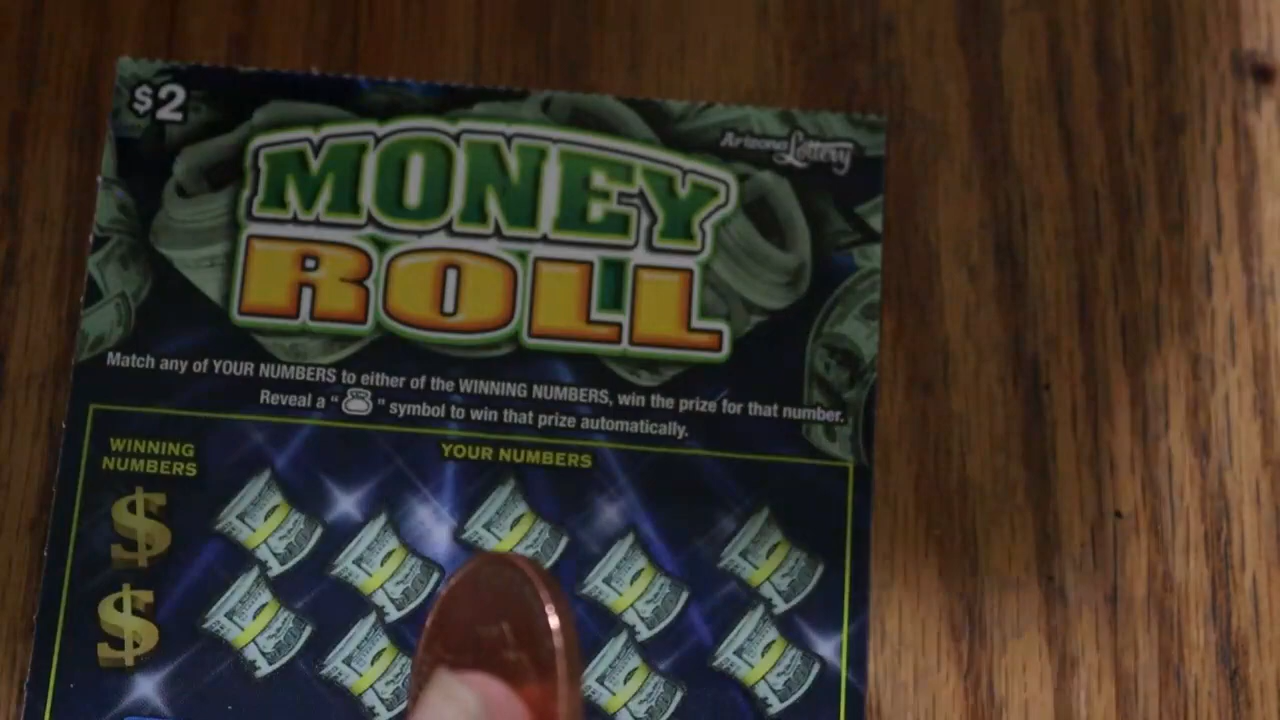 $2
Arizona Lottery
MONEY
ROLL
Match any of YOUR NUMBERS to either of the WINNING NUMBERS, win the prize for that number.
Reveal a " " symbol to win that prize automatically.
WINNING
NUMBERS
YOUR NUMBERS
$
$